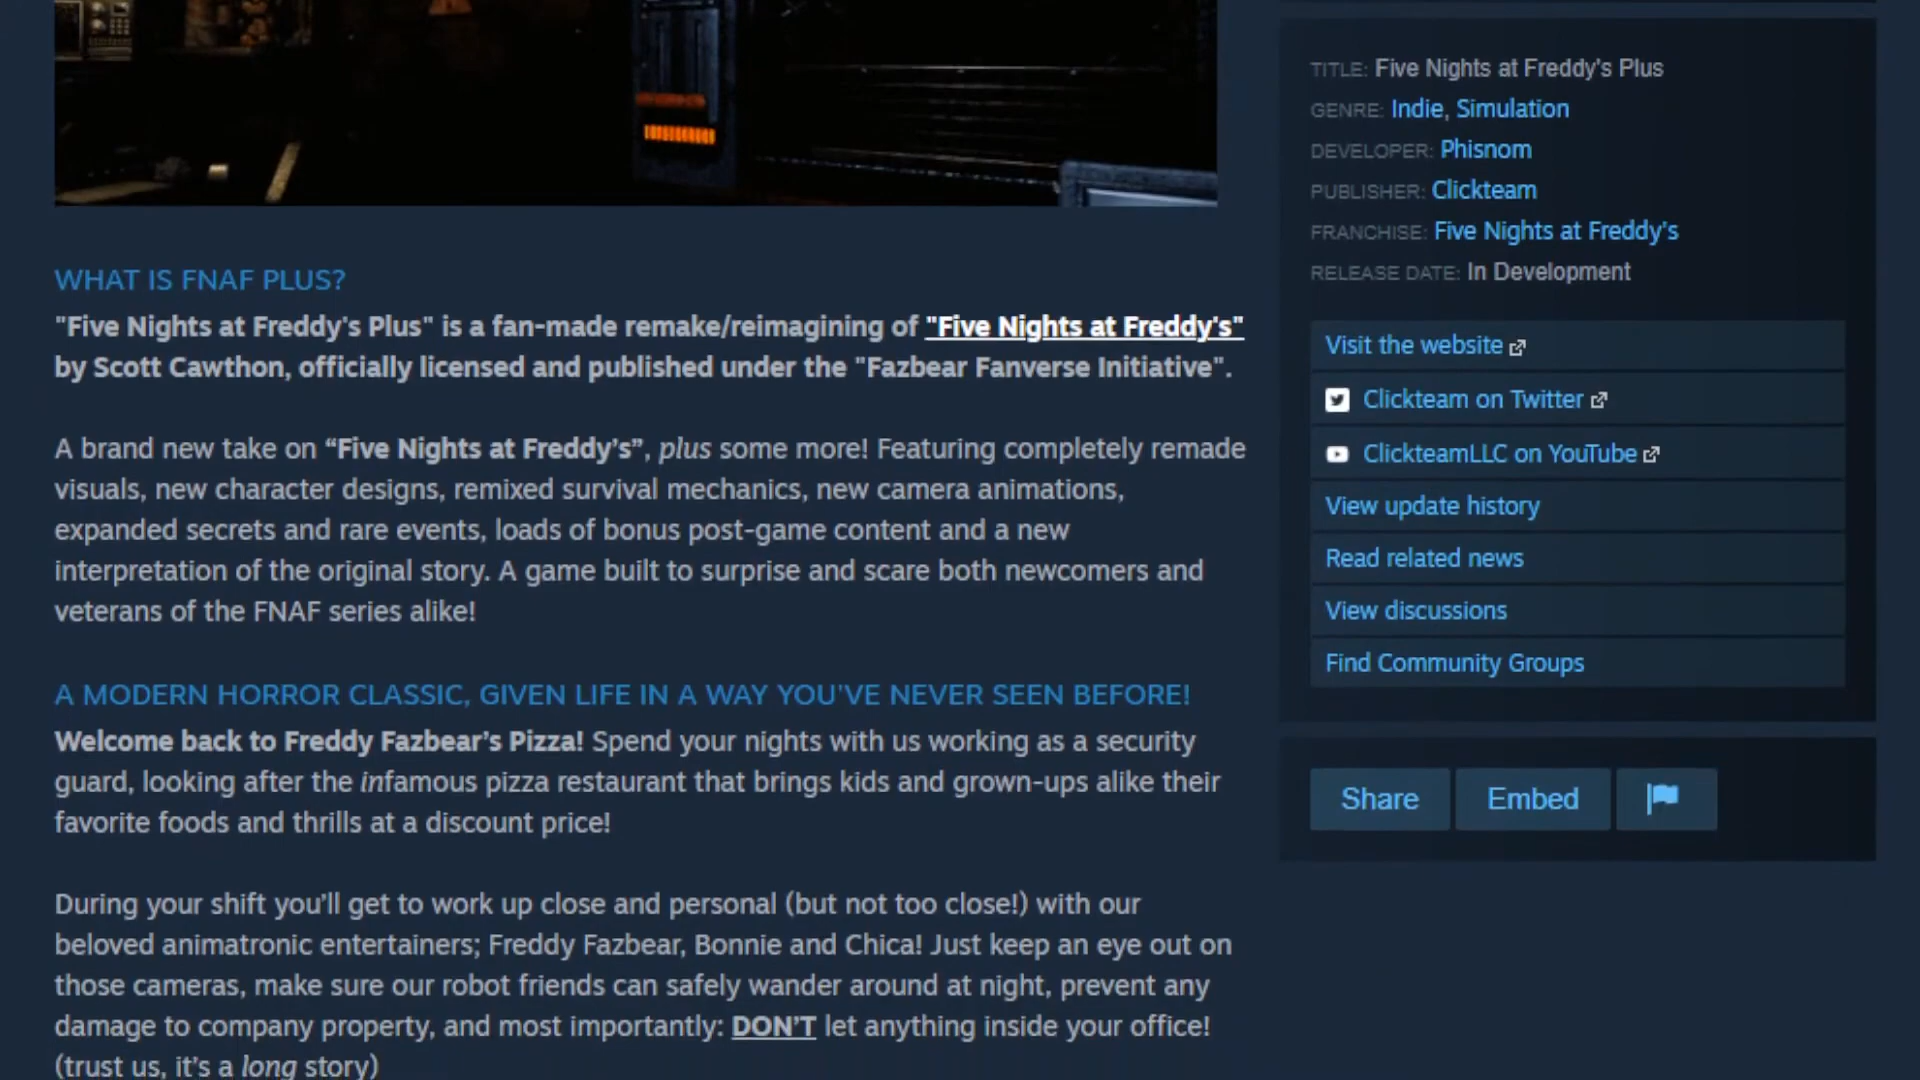 WHAT IS FNAF PLUS?
"Five Nights at Freddy's Plus" is a fan-made remake/reimagining of "Five Nights at Freddy's"
by Scott Cawthon, officially licensed and published under the "Fazbear Fanverse Initiative".
A brand new take on “Five Nights at Freddy’s”, plus some more! Featuring completely remade
visuals, new character designs, remixed survival mechanics, new camera animations,
expanded secrets and rare events, loads of bonus post-game content and a new
interpretation of the original story. A game built to surprise and scare both newcomers and
veterans of the FNAF series alike!
A MODERN HORROR CLASSIC, GIVEN LIFE IN A WAY YOU'VE NEVER SEEN BEFORE!
Welcome back to Freddy Fazbear’s Pizza! Spend your nights with us working as a security
guard, looking after the infamous pizza restaurant that brings kids and grown-ups alike their
favorite foods and thrills at a discount price!
During your shift you’ll get to work up close and personal (but not too close!) with our
beloved animatronic entertainers; Freddy Fazbear, Bonnie and Chica! Just keep an eye out on
those cameras, make sure our robot friends can safely wander around at night, prevent any
damage to company property, and most importantly: DON’T let anything inside your office!
(trust us, it’s a long story)
TITLE: Five Nights at Freddy's Plus
GENRE: Indie, Simulation
DEVELOPER: Phisnom
PUBLISHER: Clickteam
FRANCHISE: Five Nights at Freddy's
RELEASE DATE: In Development
Visit the website
Clickteam on Twitter
ClickteamLLC on YouTube
View update history
Read related news
View discussions
Find Community Groups
Share
Embed